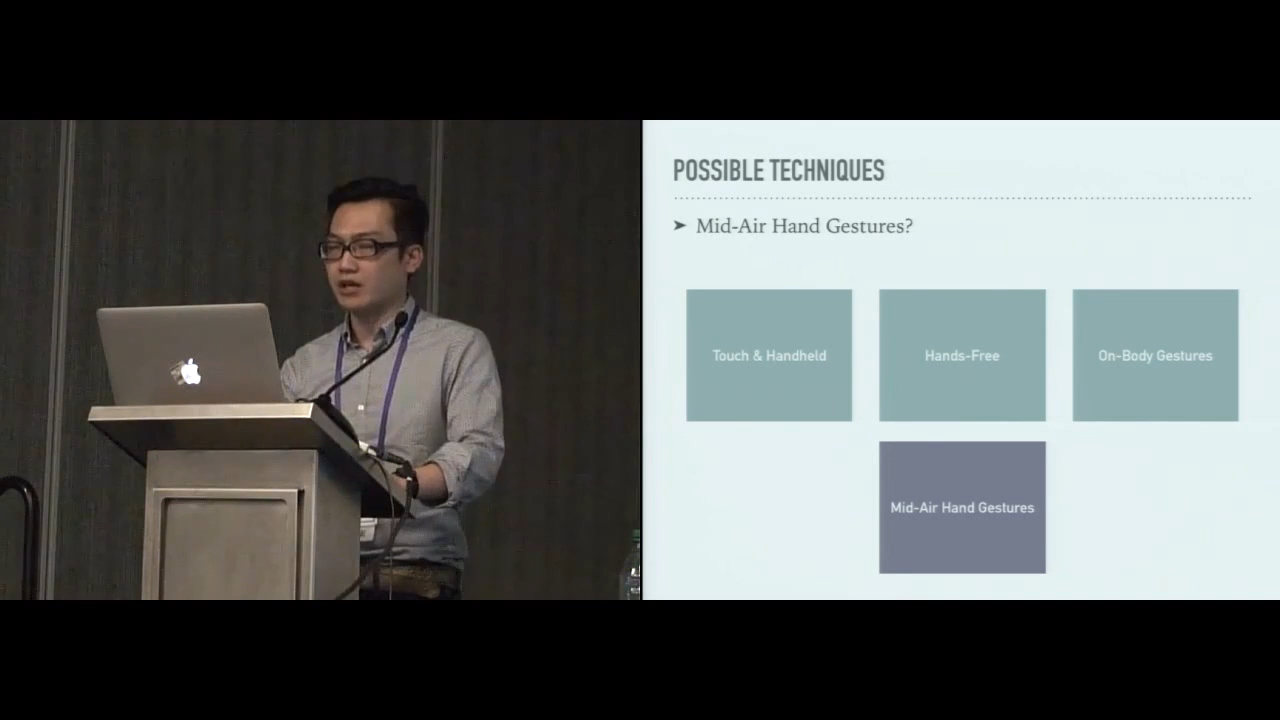 POSSIBLE TECHNIQUES
➤ Mid-Air Hand Gestures?
Touch & Handheld
Hands-Free
On-Body Gestures
Mid-Air Hand Gestures